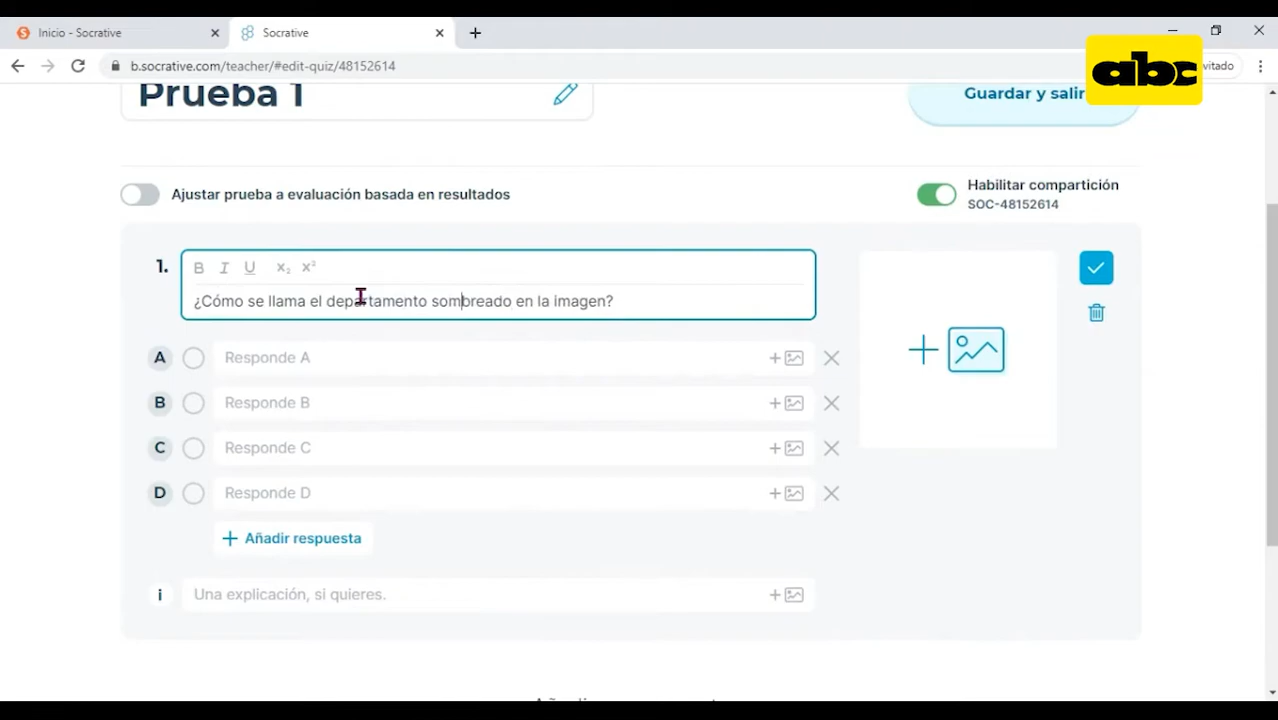 Inicio - Socrative
Socrative
b.socrative.com/teacher/#edit-quiz/48152614
vitado
abc
Prueba 1
Guardar y salir
Ajustar prueba a evaluación basada en resultados
Habilitar compartición
SOC-48152614
1.
B I U x₂ x²
¿Cómo se llama el departamento sombreado en la imagen?
A Responde A
B Responde B
C Responde C
D Responde D
+ Añadir respuesta
i Una explicación, si quieres.